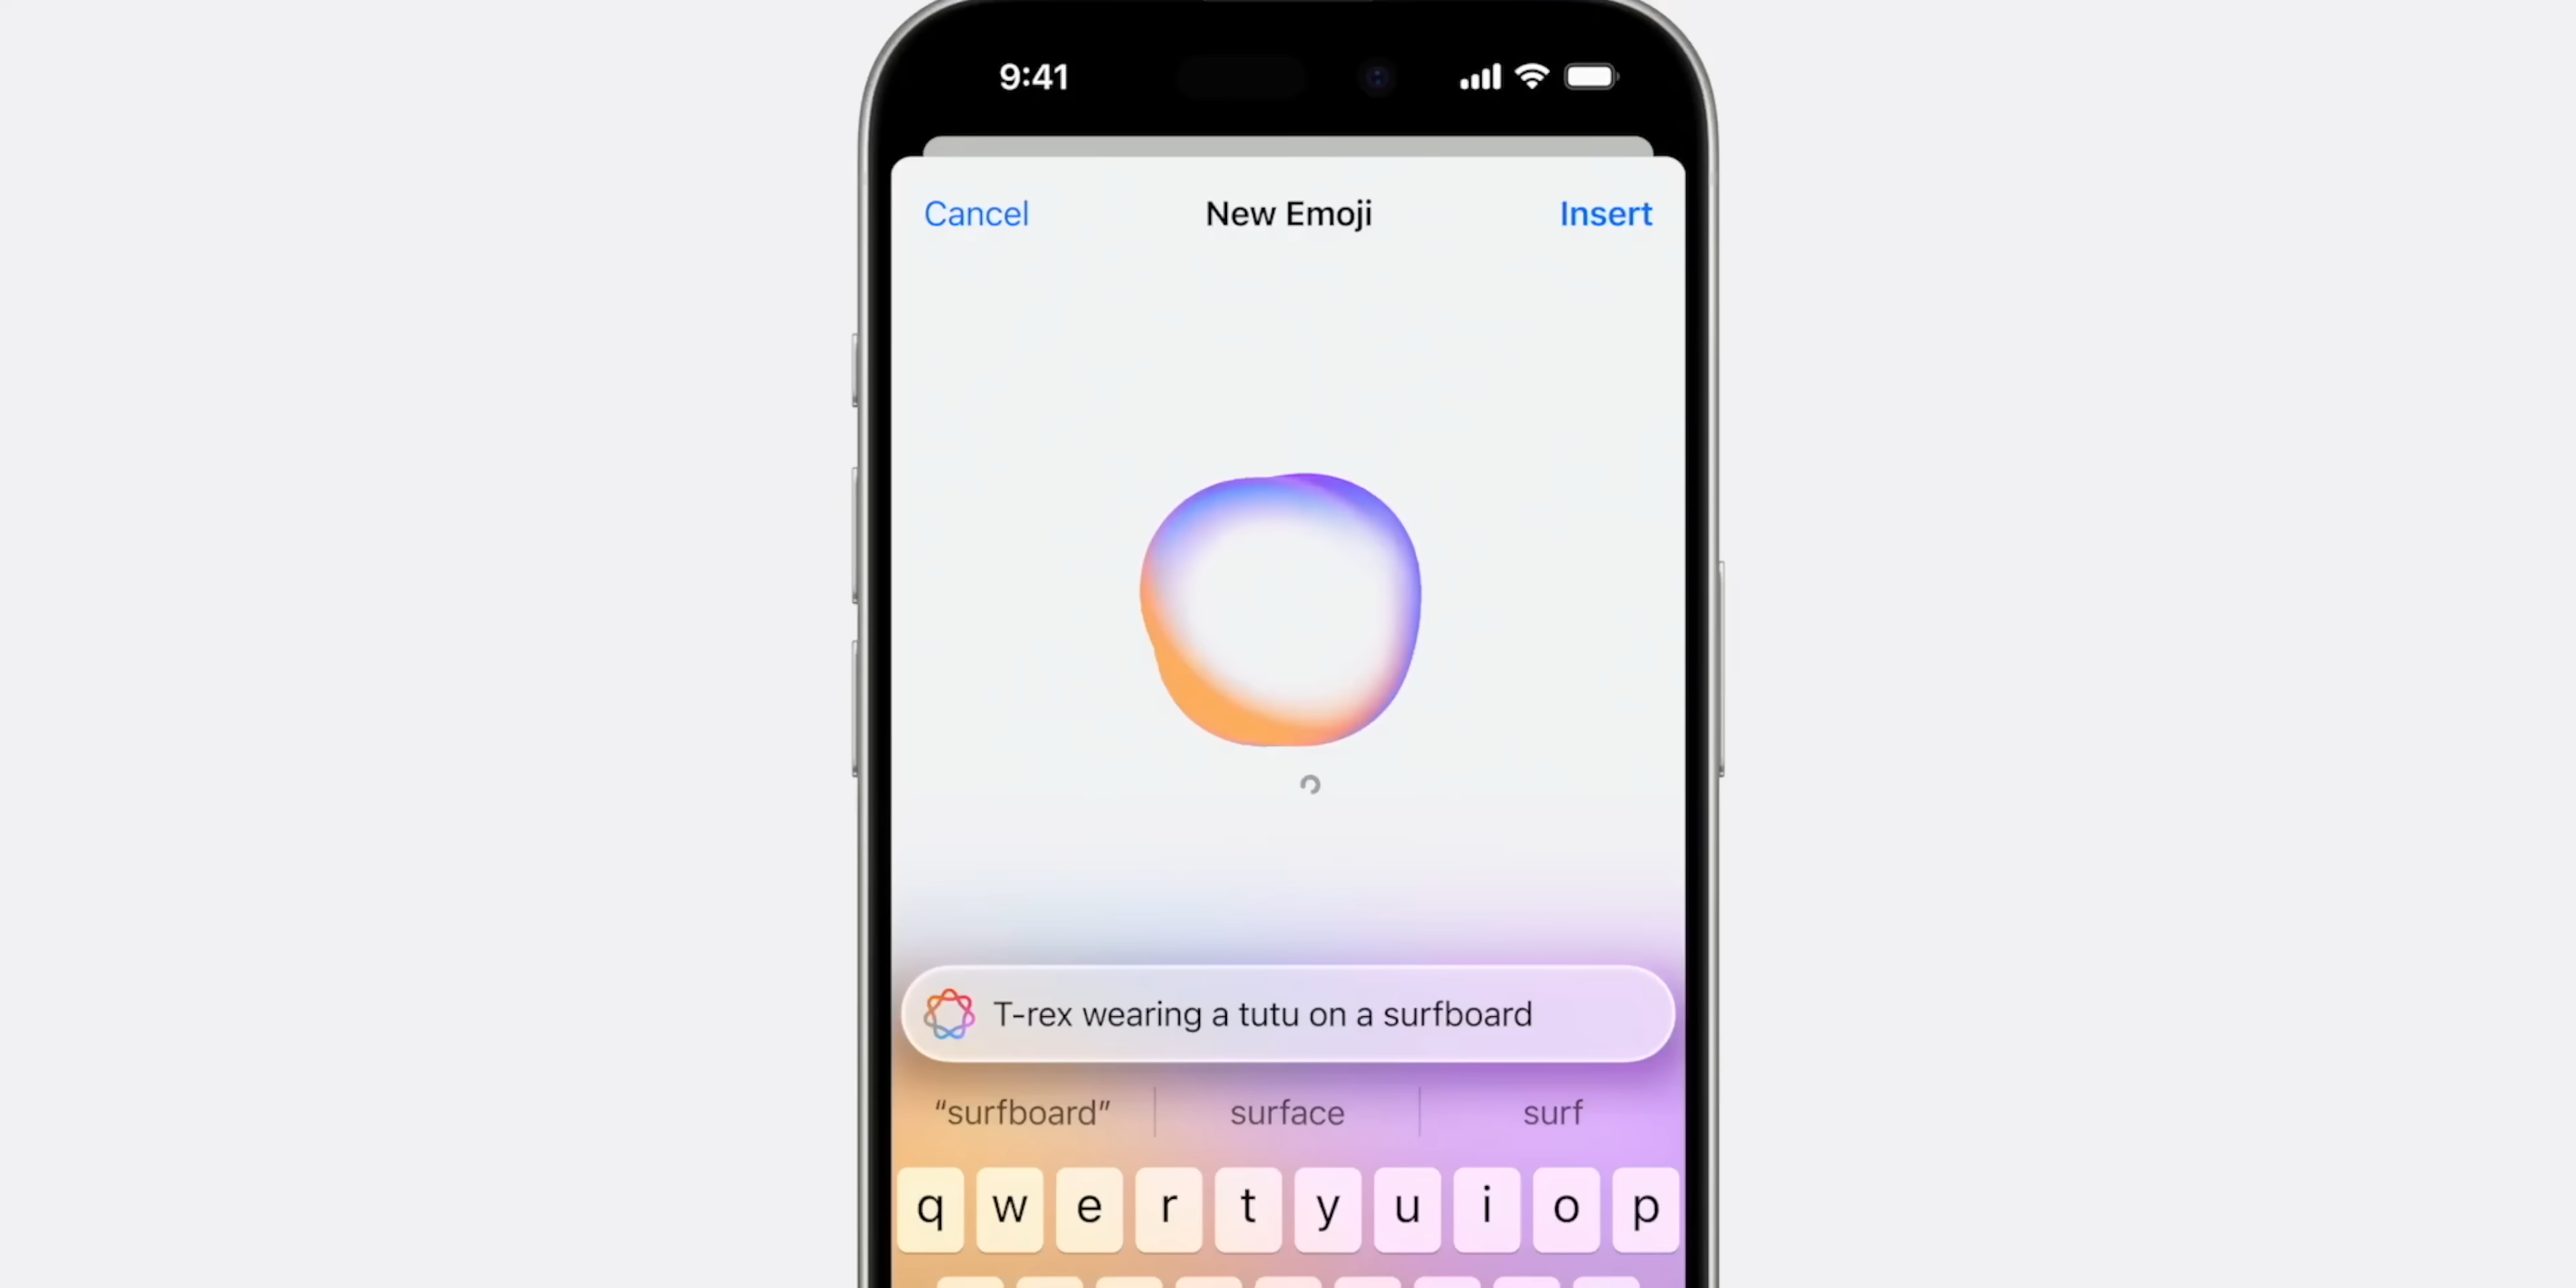 9:41
Cancel New Emoji Insert
T-rex wearing a tutu on a surfboard
“surfboard” surface surf
q w e r t y u i o p